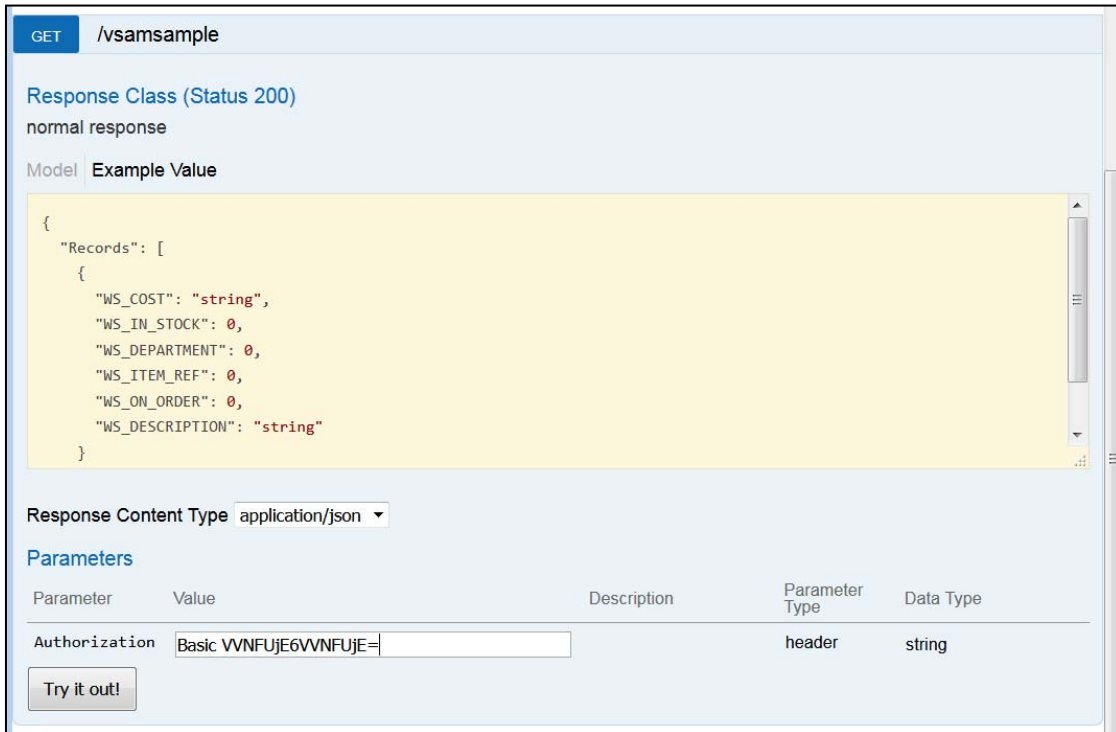 GET /vsamsample
Response Class (Status 200)
normal response
Model Example Value
{
"Records": [
{
"WS_COST": "string",
"WS_IN_STOCK": 0,
"WS_DEPARTMENT": 0,
"WS_ITEM_REF": 0,
"WS_ON_ORDER": 0,
"WS_DESCRIPTION": "string"
}
Response Content Type application/json
Parameters
Parameter Value Description Parameter Type Data Type
Authorization Basic VVNFUjE6VVNFUjE= header string
Try it out!